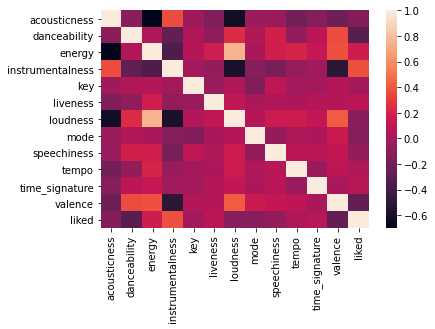 acousticness
danceability
energy
instrumentalness
key
liveness
loudness
mode
speechiness
tempo
time_signature
valence
liked
acousticness
danceability
energy
instrumentalness
key
liveness
loudness
mode
speechiness
tempo
time_signature
valence
liked
1.0
0.8
0.6
0.4
0.2
0.0
−0.2
−0.4
−0.6